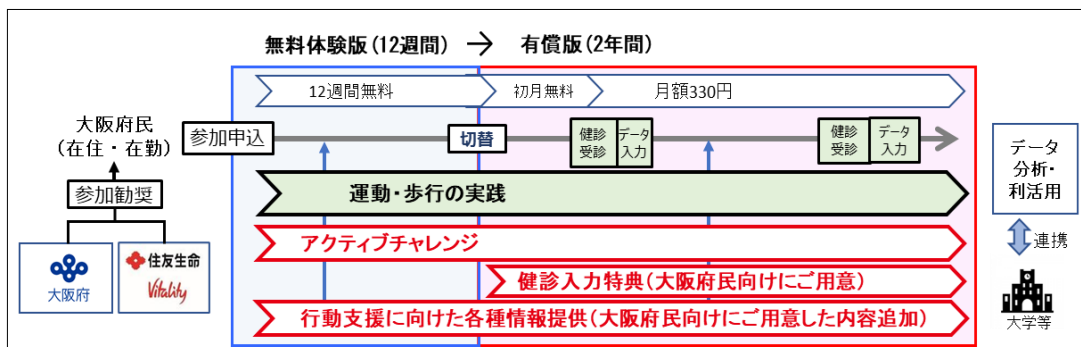 無料体験版(12週間) → 有償版(2年間)
12週間無料
初月無料
月額330円
大阪府民
(在住・在勤)
参加申込
切替
健診
受診
データ
入力
健診
受診
データ
入力
参加勧奨
運動・歩行の実践
データ
分析・
利活用
アクティブチャレンジ
連携
大阪府
住友生命
Vitality
健診入力特典(大阪府民向けにご用意)
行動支援に向けた各種情報提供(大阪府民向けにご用意した内容追加)
大学等